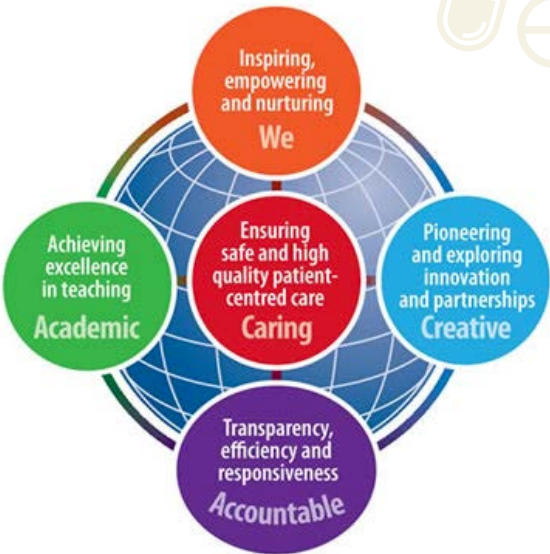 Inspiring,
empowering
and nurturing
We
Achieving
excellence
in teaching
Academic
Ensuring
safe and high
quality patient-
centred care
Caring
Pioneering
and exploring
innovation
and partnerships
Creative
Transparency,
efficiency and
responsiveness
Accountable